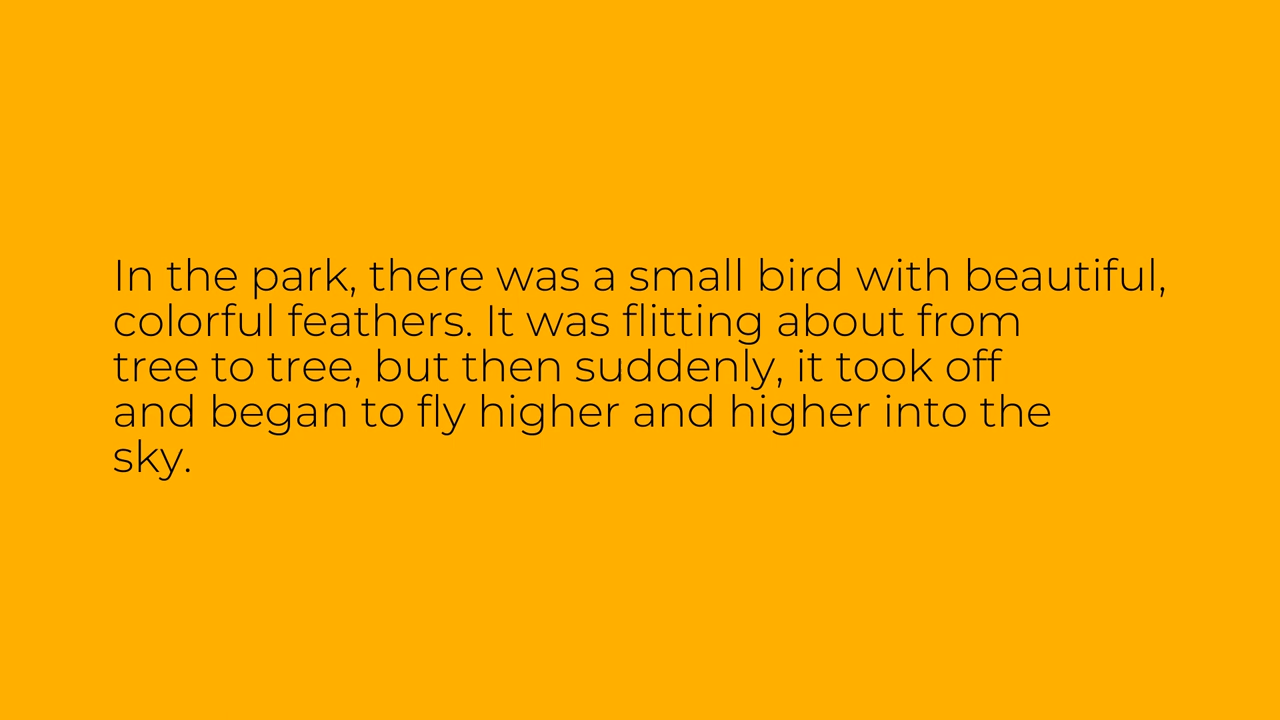 In the park, there was a small bird with beautiful,
colorful feathers. It was flitting about from
tree to tree, but then suddenly, it took off
and began to fly higher and higher into the
sky.